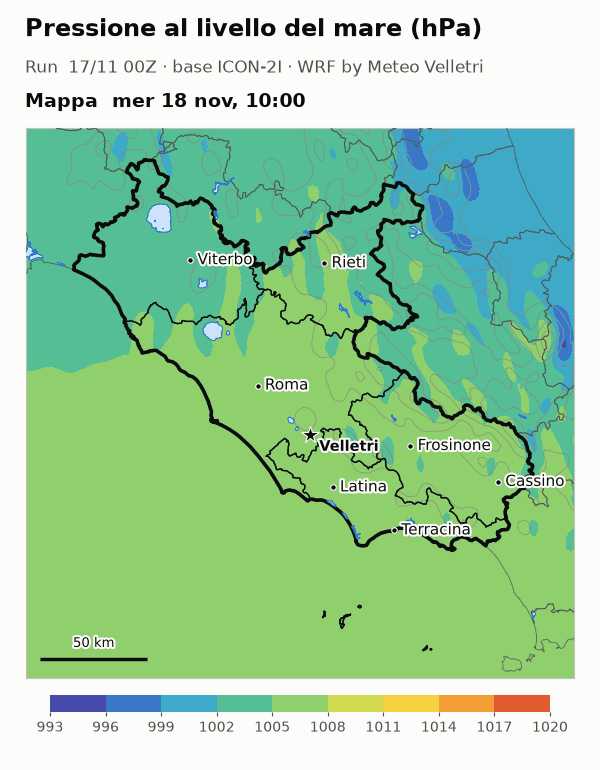 Pressione al livello del mare (hPa)
Run  17/11 00Z · base ICON-2I · WRF by Meteo Velletri
Mappa  mer 18 nov, 10:00
Viterbo
Rieti
Roma
Velletri
Frosinone
Cassino
Latina
Terracina
50 km
993 996 999 1002 1005 1008 1011 1014 1017 1020